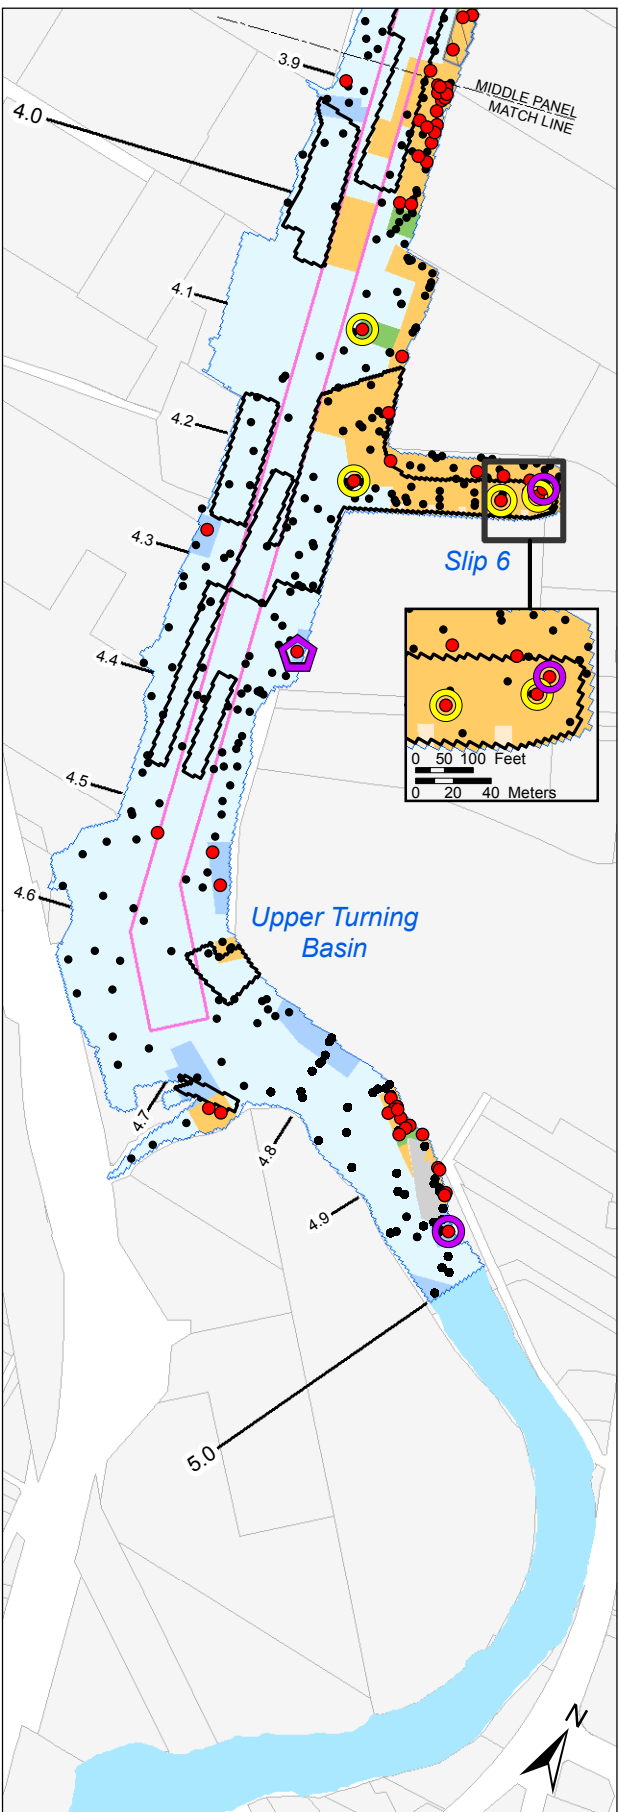 3.9
MIDDLE PANEL
MATCH LINE
4.0
4.1
4.2
4.3
Slip 6
4.4
0 50 100 Feet
0 20 40 Meters
4.5
4.6
Upper Turning
Basin
4.7
4.8
4.9
5.0
N